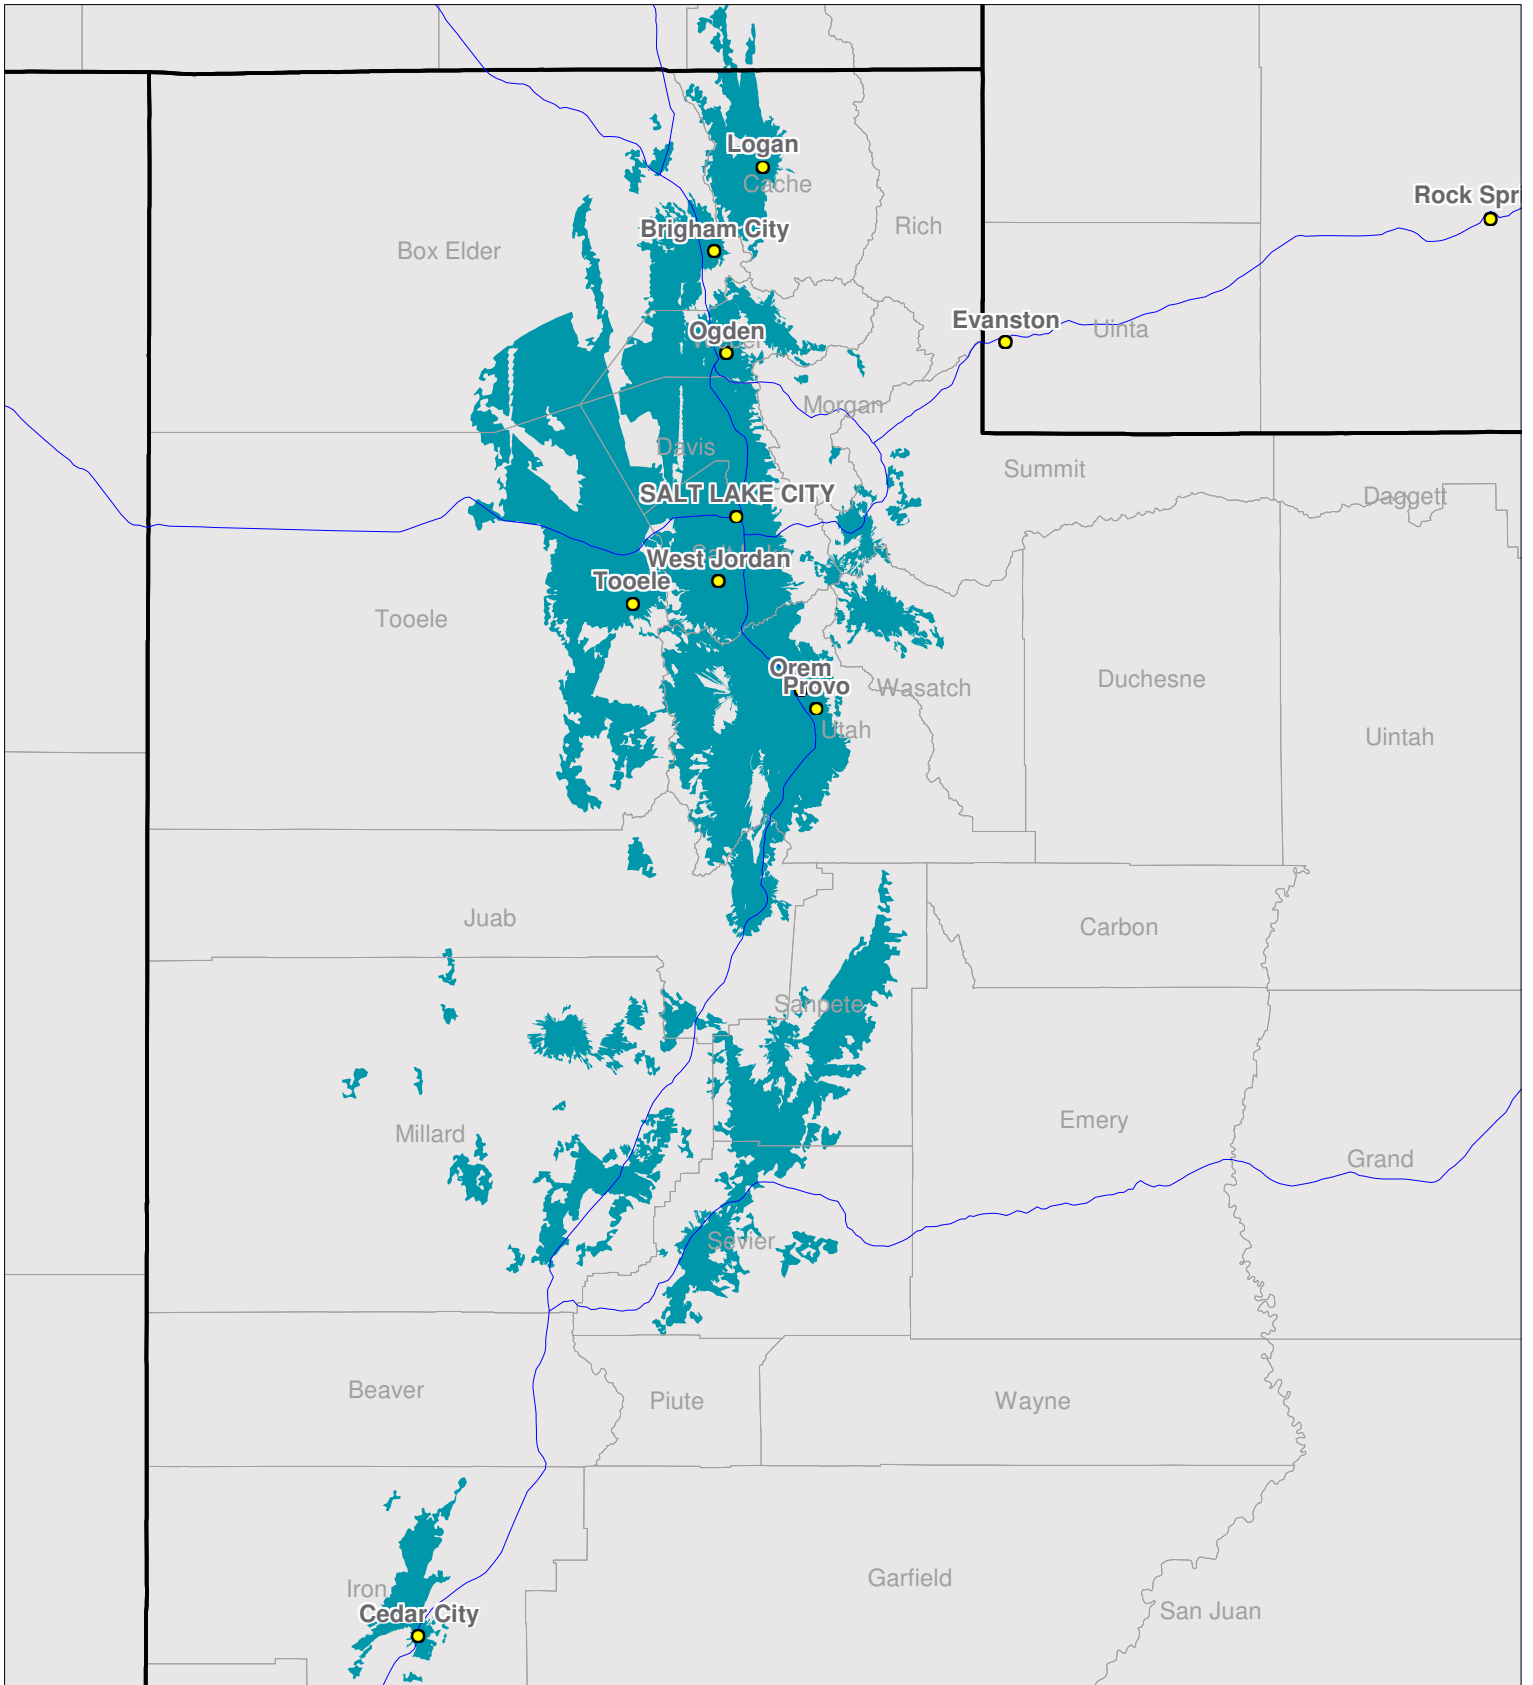 Logan
Cache
Rock Spri
Rich
Brigham City
Box Elder
Evanston
Uinta
Ogden
Morgan
Davis
Summit
SALT LAKE CITY
Daggett
West Jordan
Tooele
Tooele
Orem
Provo
Wasatch
Duchesne
Utah
Uintah
Juab
Carbon
Sanpete
Emery
Millard
Grand
Sevier
Beaver
Piute
Wayne
Iron
Garfield
Cedar City
San Juan